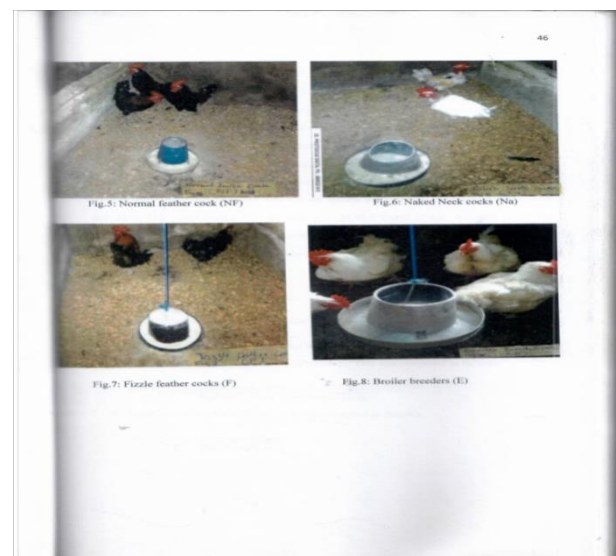 46
Fig.5: Normal feather cock (NF)
Fig.6: Naked Neck cocks (Na)
Fig.7: Fizzle feather cocks (F)
Fig.8: Broiler breeders (E)